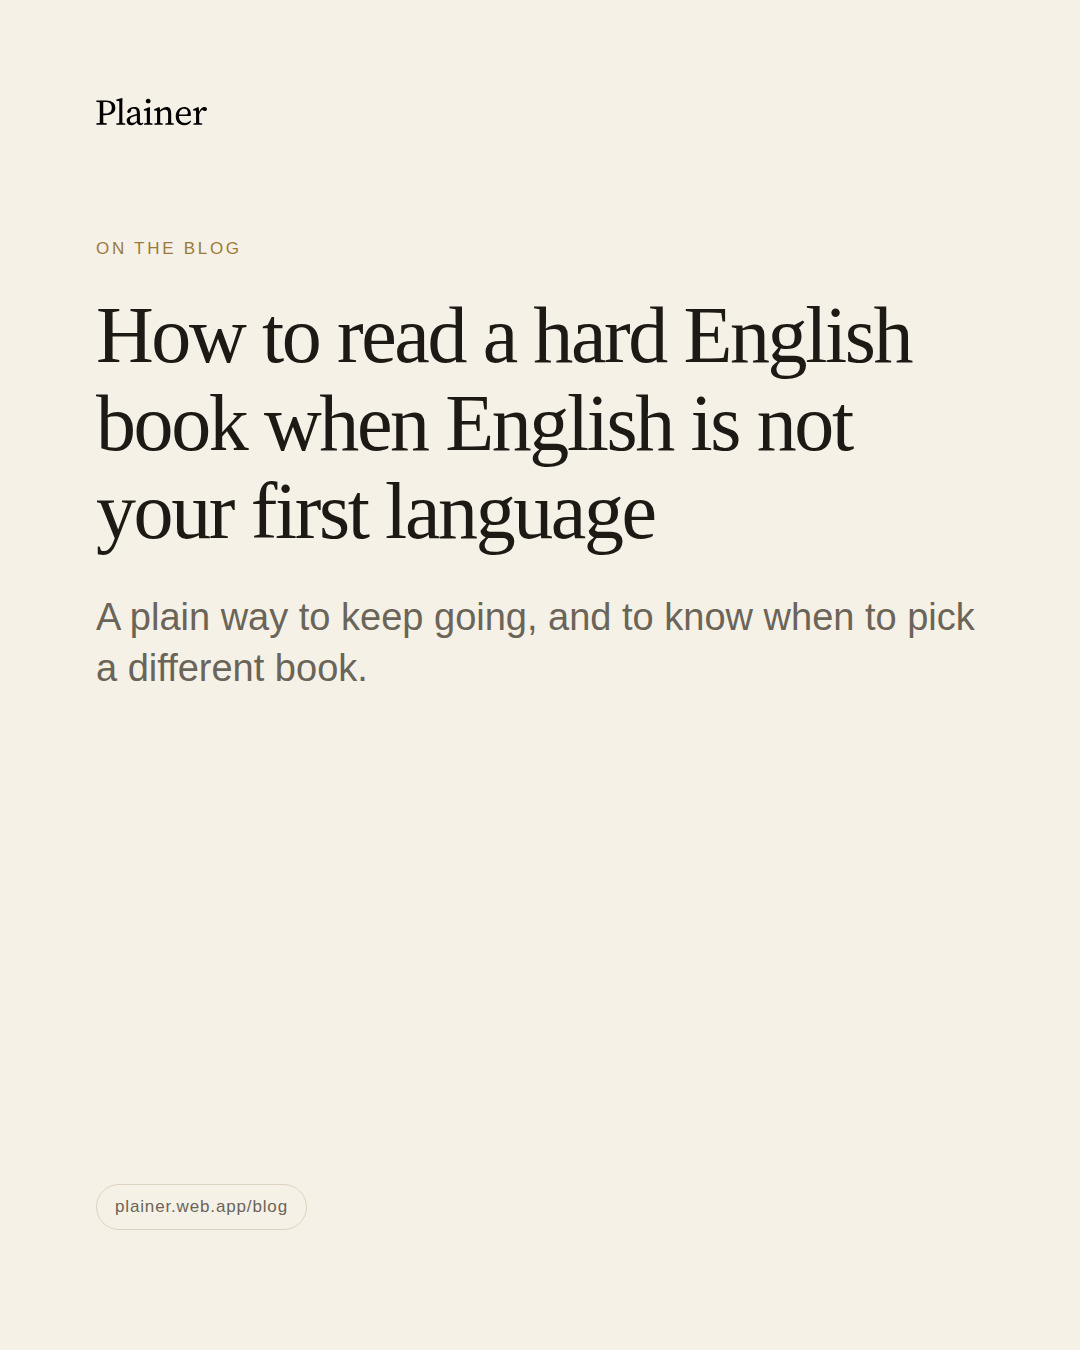 Plainer
ON THE BLOG
How to read a hard English
book when English is not
your first language
A plain way to keep going, and to know when to pick
a different book.
plainer.web.app/blog